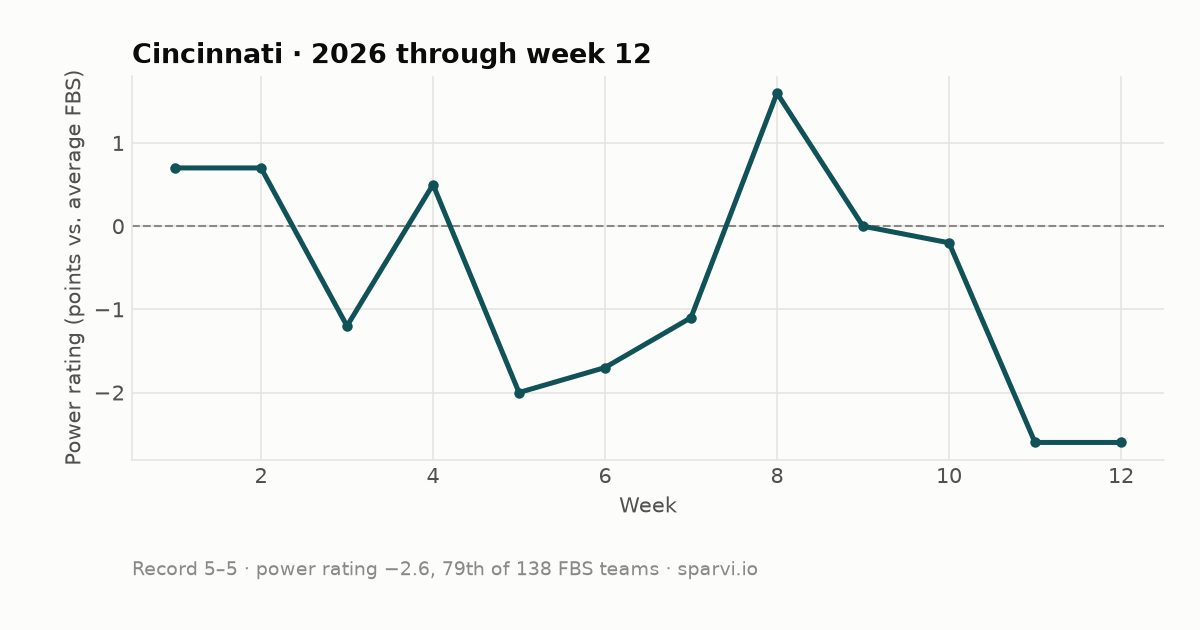 Cincinnati · 2026 through week 12
Power rating (points vs. average FBS)
1
0
−1
−2
2
4
6
8
10
12
Week
Record 5–5 · power rating −2.6, 79th of 138 FBS teams · sparvi.io